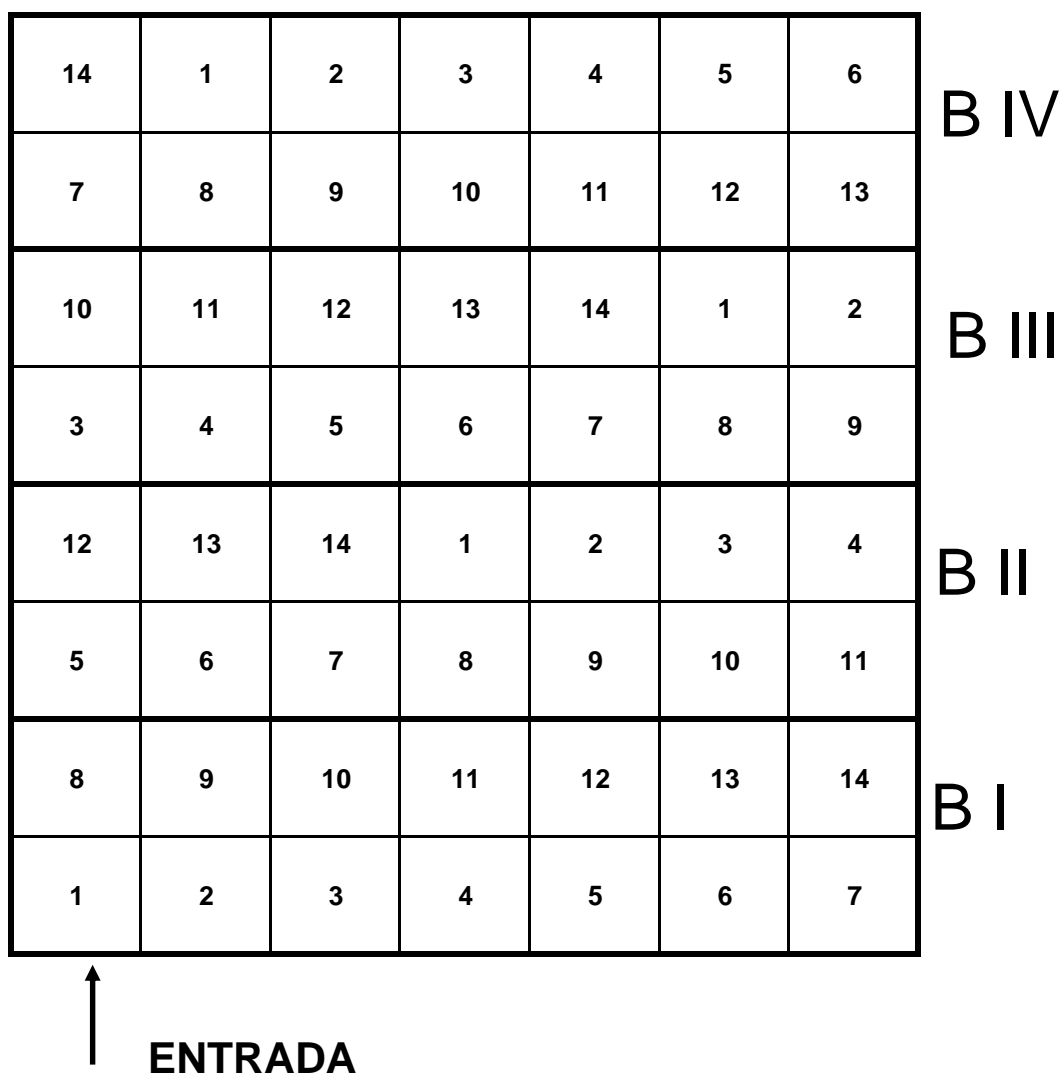 14 1 2 3 4 5 6
B IV
7 8 9 10 11 12 13
10 11 12 13 14 1 2
B III
3 4 5 6 7 8 9
12 13 14 1 2 3 4
B II
5 6 7 8 9 10 11
8 9 10 11 12 13 14
B I
1 2 3 4 5 6 7
ENTRADA